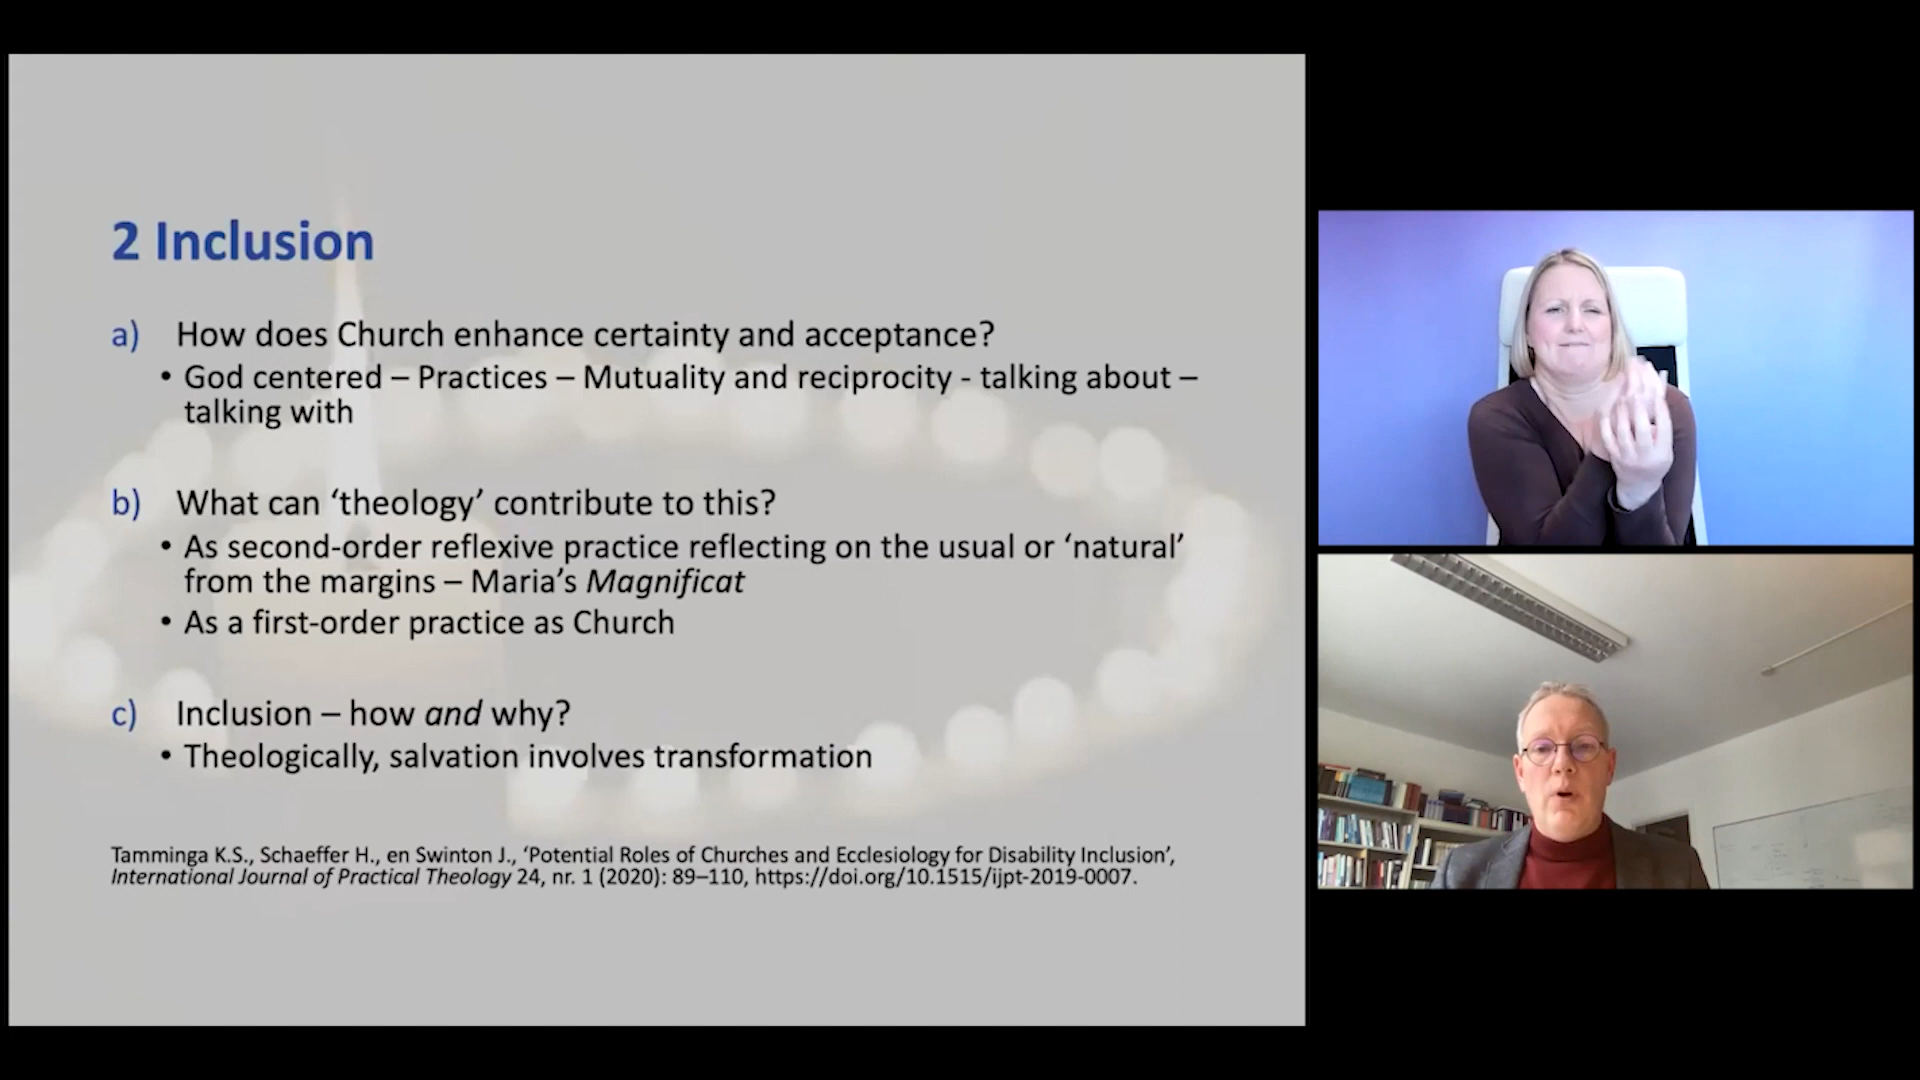 2 Inclusion
a) How does Church enhance certainty and acceptance?
• God centered – Practices – Mutuality and reciprocity - talking about –
talking with
b) What can ‘theology’ contribute to this?
• As second-order reflexive practice reflecting on the usual or ‘natural’
from the margins – Maria’s Magnificat
• As a first-order practice as Church
c) Inclusion – how and why?
• Theologically, salvation involves transformation
Tamminga K.S., Schaeffer H., en Swinton J., ‘Potential Roles of Churches and Ecclesiology for Disability Inclusion’,
International Journal of Practical Theology 24, nr. 1 (2020): 89–110, https://doi.org/10.1515/ijpt-2019-0007.